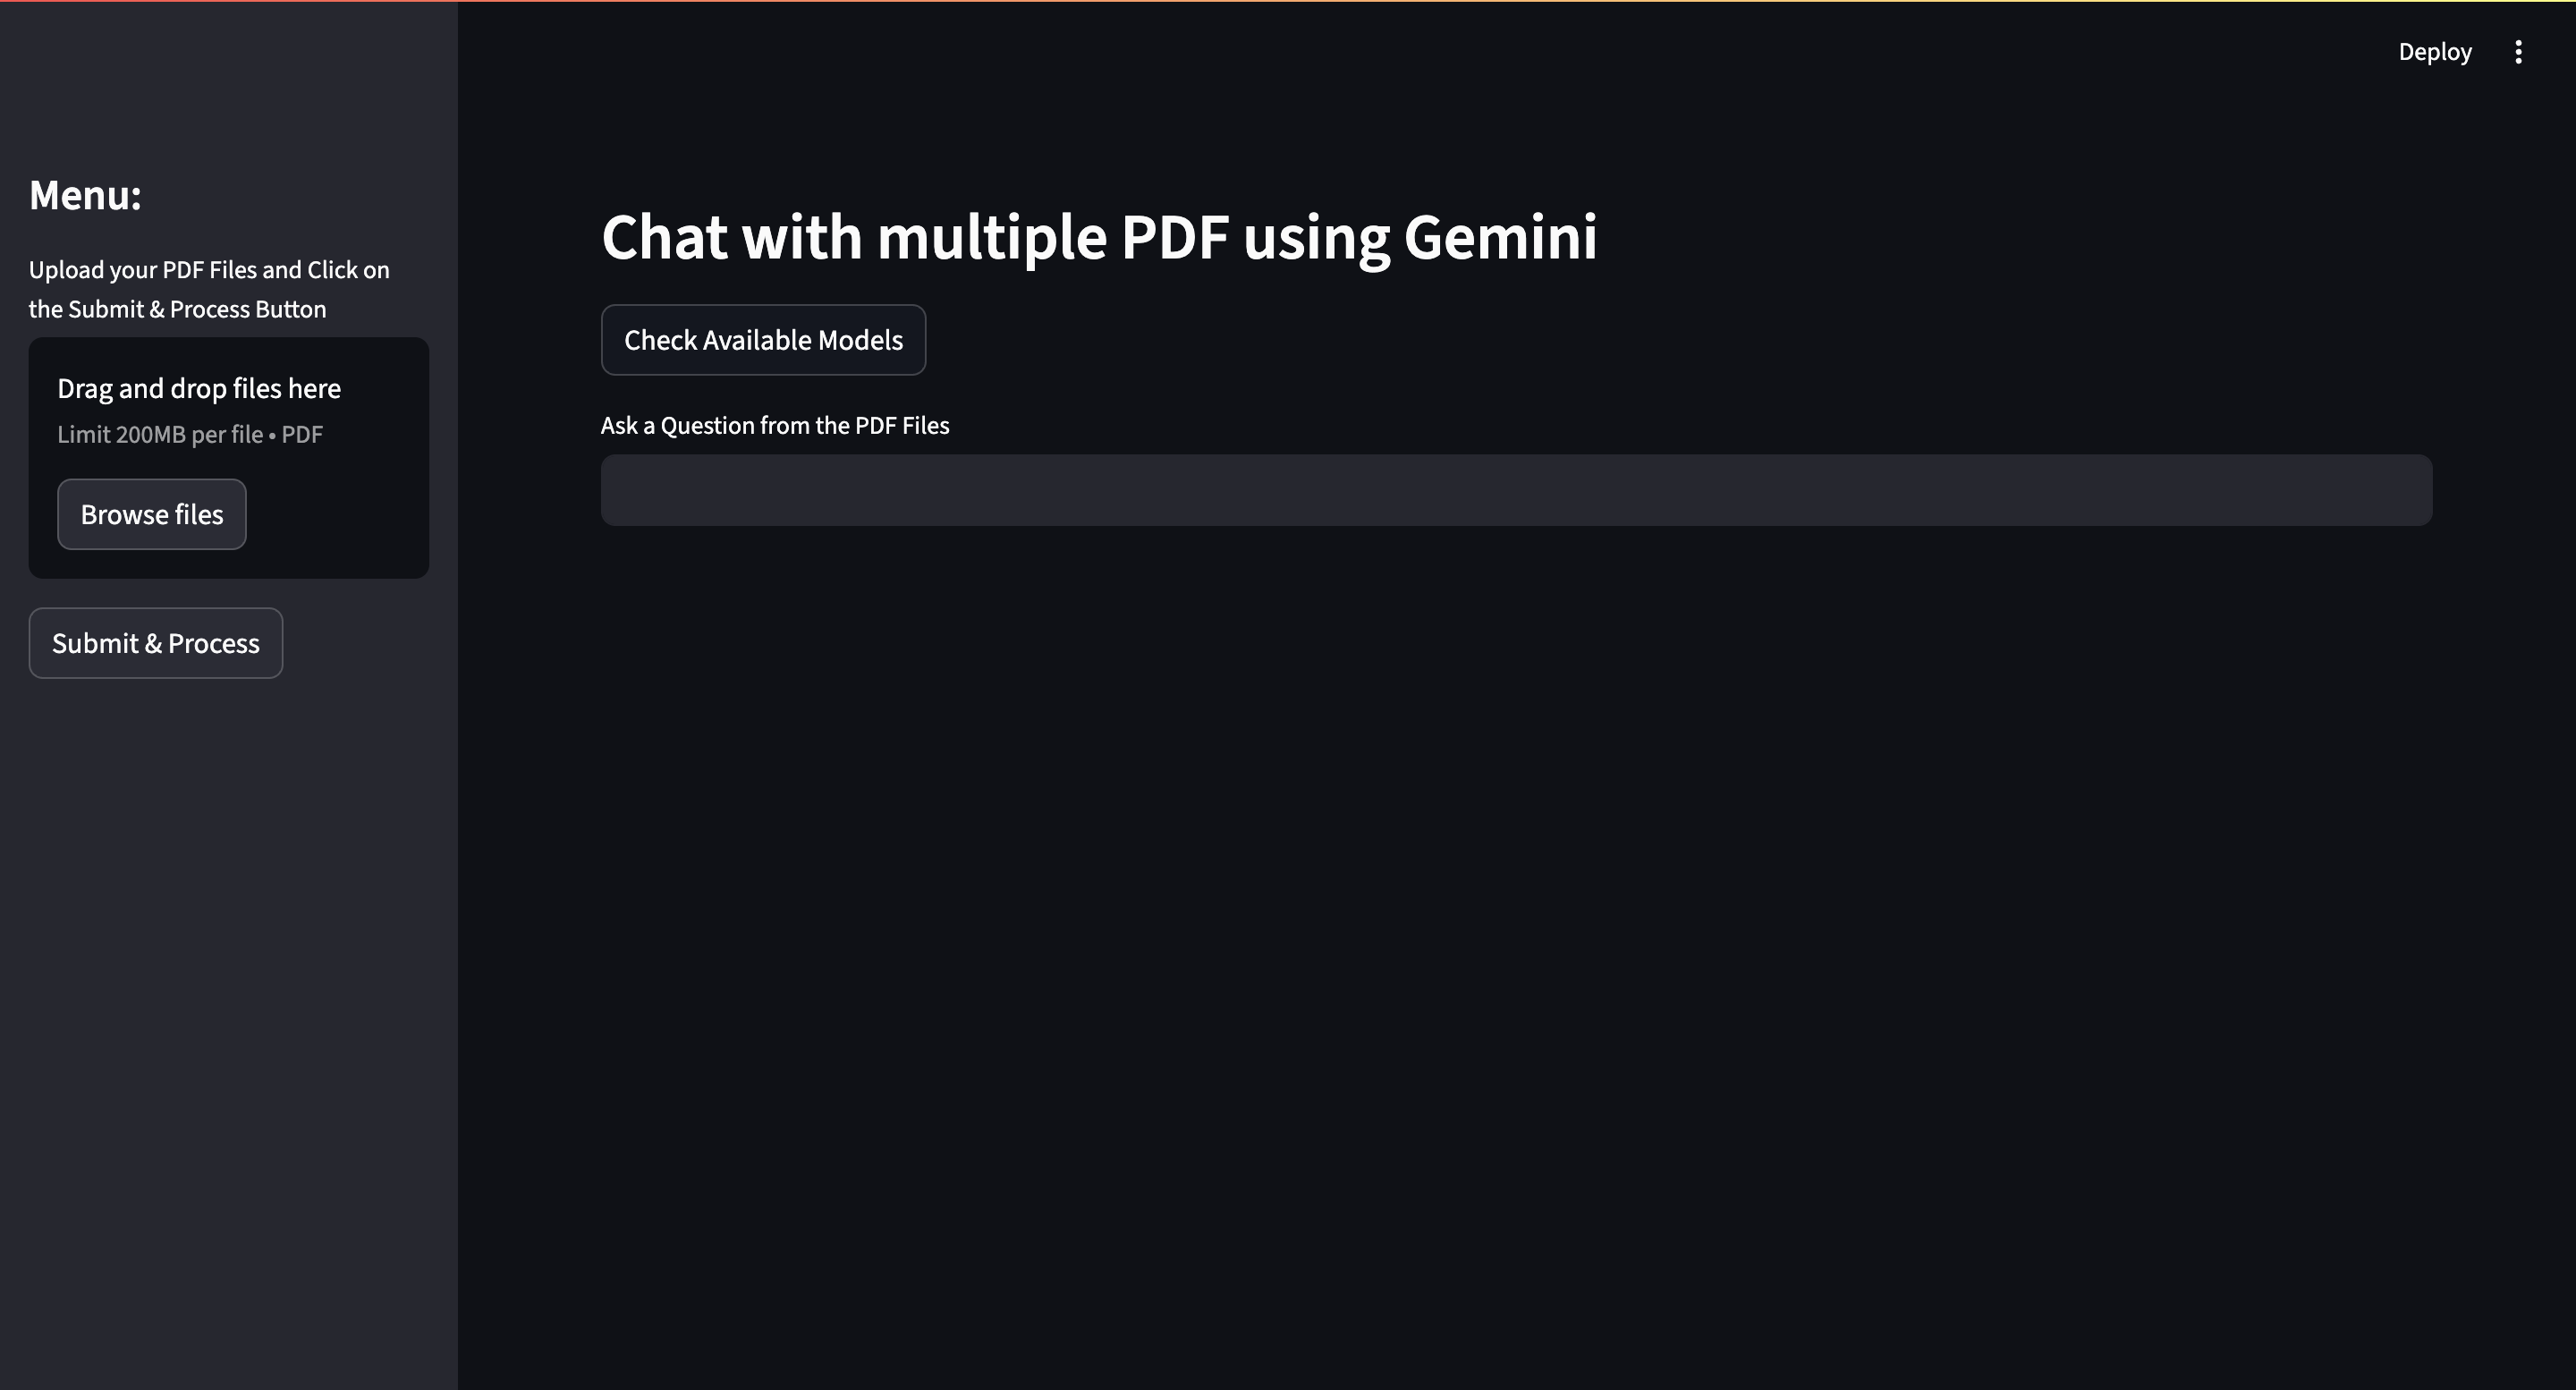 Deploy
Menu:
Upload your PDF Files and Click on
the Submit & Process Button
Drag and drop files here
Limit 200MB per file • PDF
Browse files
Submit & Process
Chat with multiple PDF using Gemini
Check Available Models
Ask a Question from the PDF Files